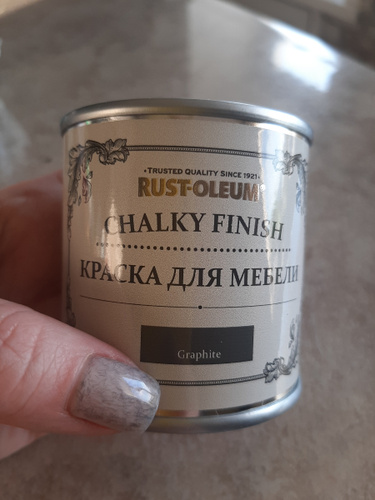 • TRUSTED QUALITY SINCE 1921 •
RUST-OLEUM
CHALKY FINISH
КРАСКА ДЛЯ МЕБЕЛИ
Graphite